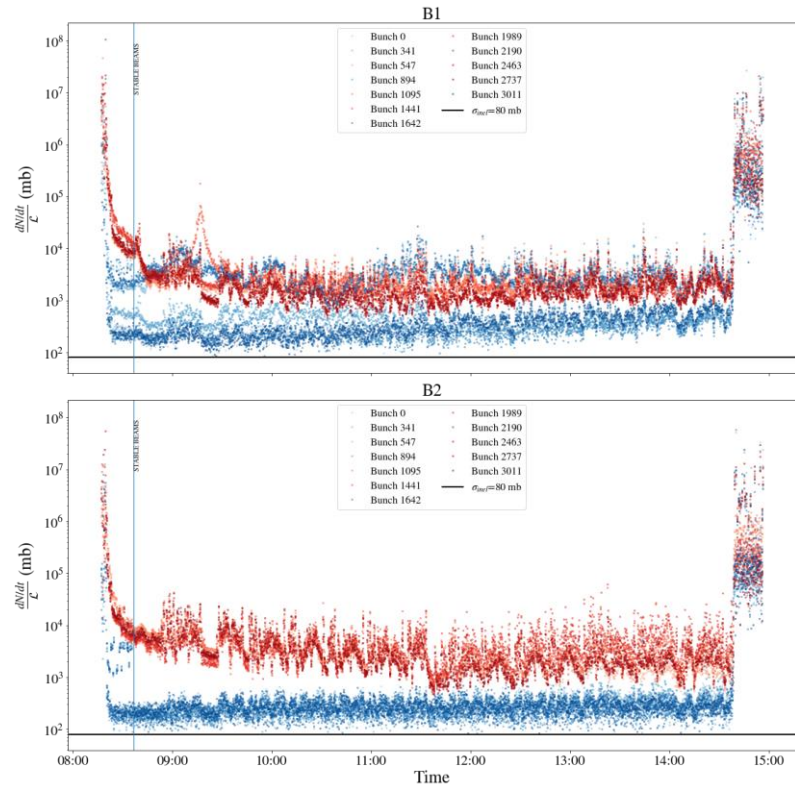 B1
Bunch 0 Bunch 1989
Bunch 341 Bunch 2190
Bunch 547 Bunch 2463
Bunch 894 Bunch 2737
Bunch 1095 Bunch 3011
Bunch 1441 σinel=80 mb
Bunch 1642
STABLE BEAMS
10⁸
10⁷
10⁶
10⁵
10⁴
10³
10²
dN/dt
ℒ (mb)
B2
Bunch 0 Bunch 1989
Bunch 341 Bunch 2190
Bunch 547 Bunch 2463
Bunch 894 Bunch 2737
Bunch 1095 Bunch 3011
Bunch 1441 σinel=80 mb
Bunch 1642
STABLE BEAMS
10⁸
10⁷
10⁶
10⁵
10⁴
10³
10²
dN/dt
ℒ (mb)
08:00 09:00 10:00 11:00 12:00 13:00 14:00 15:00
Time